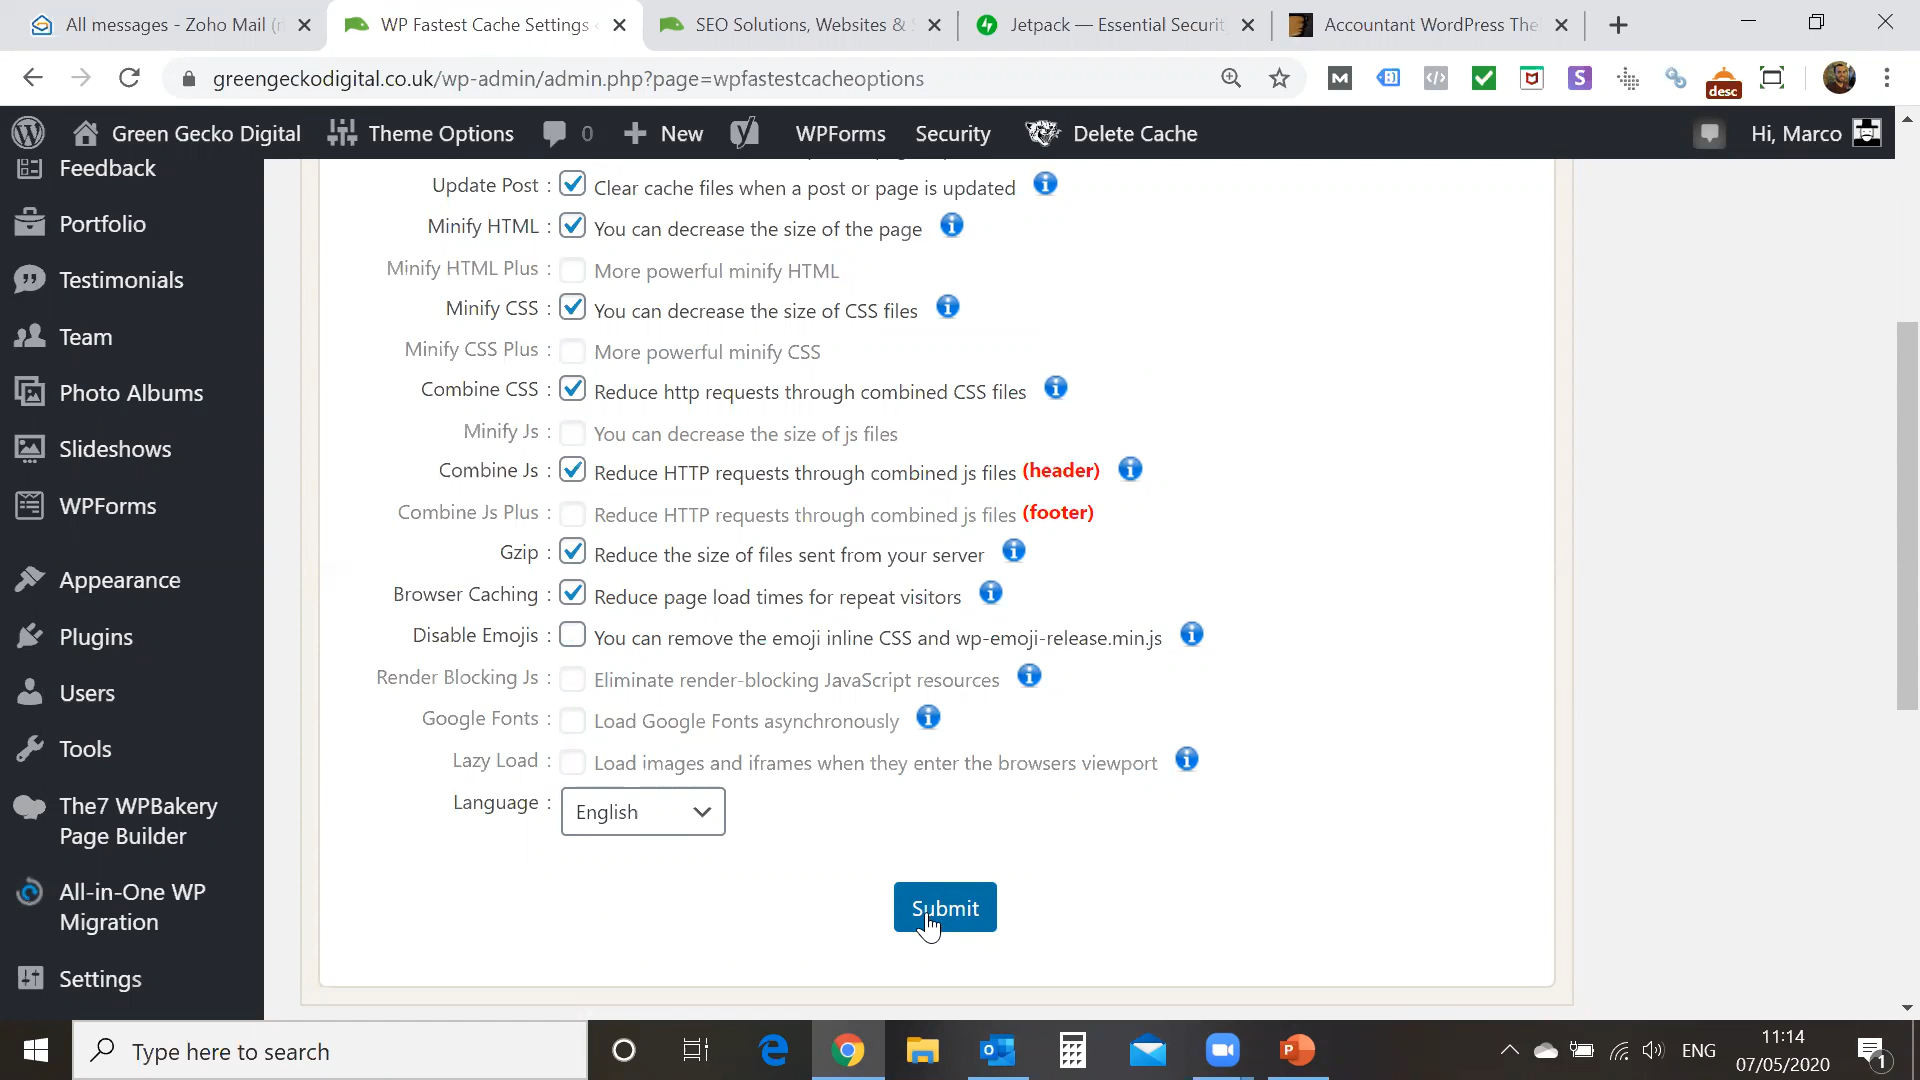 All messages - Zoho Mail (
WP Fastest Cache Settings
SEO Solutions, Websites &
Jetpack — Essential Securit
Accountant WordPress The
greengeckodigital.co.uk/wp-admin/admin.php?page=wpfastestcacheoptions
M
S
desc
Green Gecko Digital
Theme Options
0
New
WPForms
Security
Delete Cache
Hi, Marco
Feedback
Portfolio
Testimonials
Team
Photo Albums
Slideshows
WPForms
Appearance
Plugins
Users
Tools
The7 WPBakery
Page Builder
All-in-One WP
Migration
Settings
Update Post : Clear cache files when a post or page is updated
Minify HTML : You can decrease the size of the page
Minify HTML Plus : More powerful minify HTML
Minify CSS : You can decrease the size of CSS files
Minify CSS Plus : More powerful minify CSS
Combine CSS : Reduce http requests through combined CSS files
Minify Js : You can decrease the size of js files
Combine Js : Reduce HTTP requests through combined js files (header)
Combine Js Plus : Reduce HTTP requests through combined js files (footer)
Gzip : Reduce the size of files sent from your server
Browser Caching : Reduce page load times for repeat visitors
Disable Emojis : You can remove the emoji inline CSS and wp-emoji-release.min.js
Render Blocking Js : Eliminate render-blocking JavaScript resources
Google Fonts : Load Google Fonts asynchronously
Lazy Load : Load images and iframes when they enter the browsers viewport
Language : English
Submit
Type here to search
ENG
11:14
07/05/2020
1